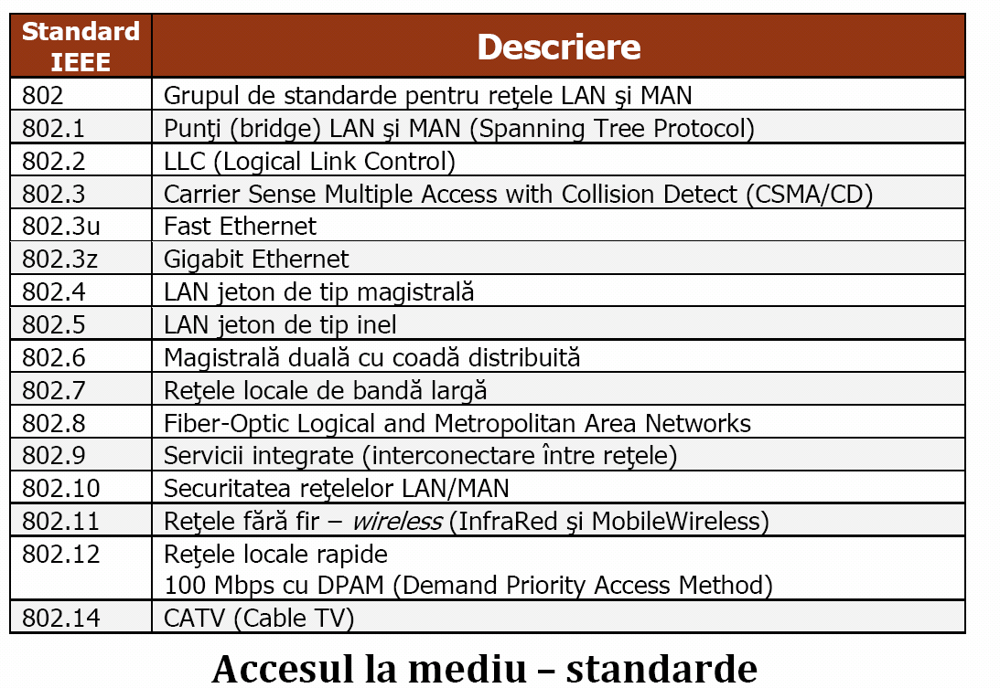 Standard
IEEE
Descriere
802 Grupul de standarde pentru reţele LAN şi MAN
802.1 Punţi (bridge) LAN şi MAN (Spanning Tree Protocol)
802.2 LLC (Logical Link Control)
802.3 Carrier Sense Multiple Access with Collision Detect (CSMA/CD)
802.3u Fast Ethernet
802.3z Gigabit Ethernet
802.4 LAN jeton de tip magistrală
802.5 LAN jeton de tip inel
802.6 Magistrală duală cu coadă distribuită
802.7 Reţele locale de bandă largă
802.8 Fiber-Optic Logical and Metropolitan Area Networks
802.9 Servicii integrate (interconectare între reţele)
802.10 Securitatea reţelelor LAN/MAN
802.11 Reţele fără fir – wireless (InfraRed şi MobileWireless)
802.12 Reţele locale rapide
100 Mbps cu DPAM (Demand Priority Access Method)
802.14 CATV (Cable TV)
Accesul la mediu – standarde